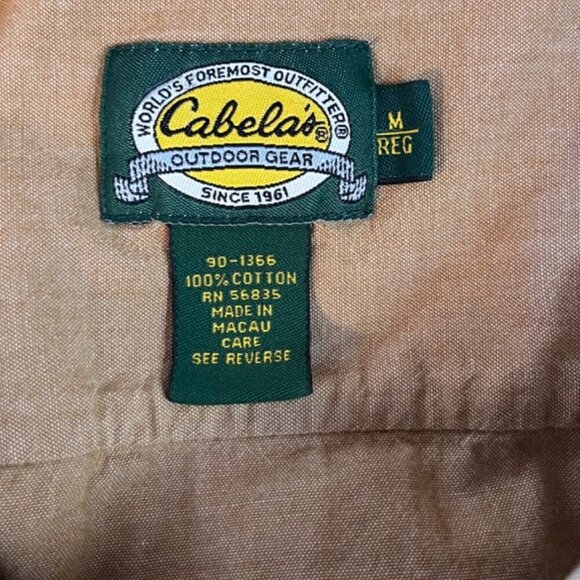 WORLD'S FOREMOST OUTFITTER®
Cabela's®
OUTDOOR GEAR
SINCE 1961
M
REG
90-1366
100% COTTON
RN 56835
MADE IN
MACAU
CARE
SEE REVERSE